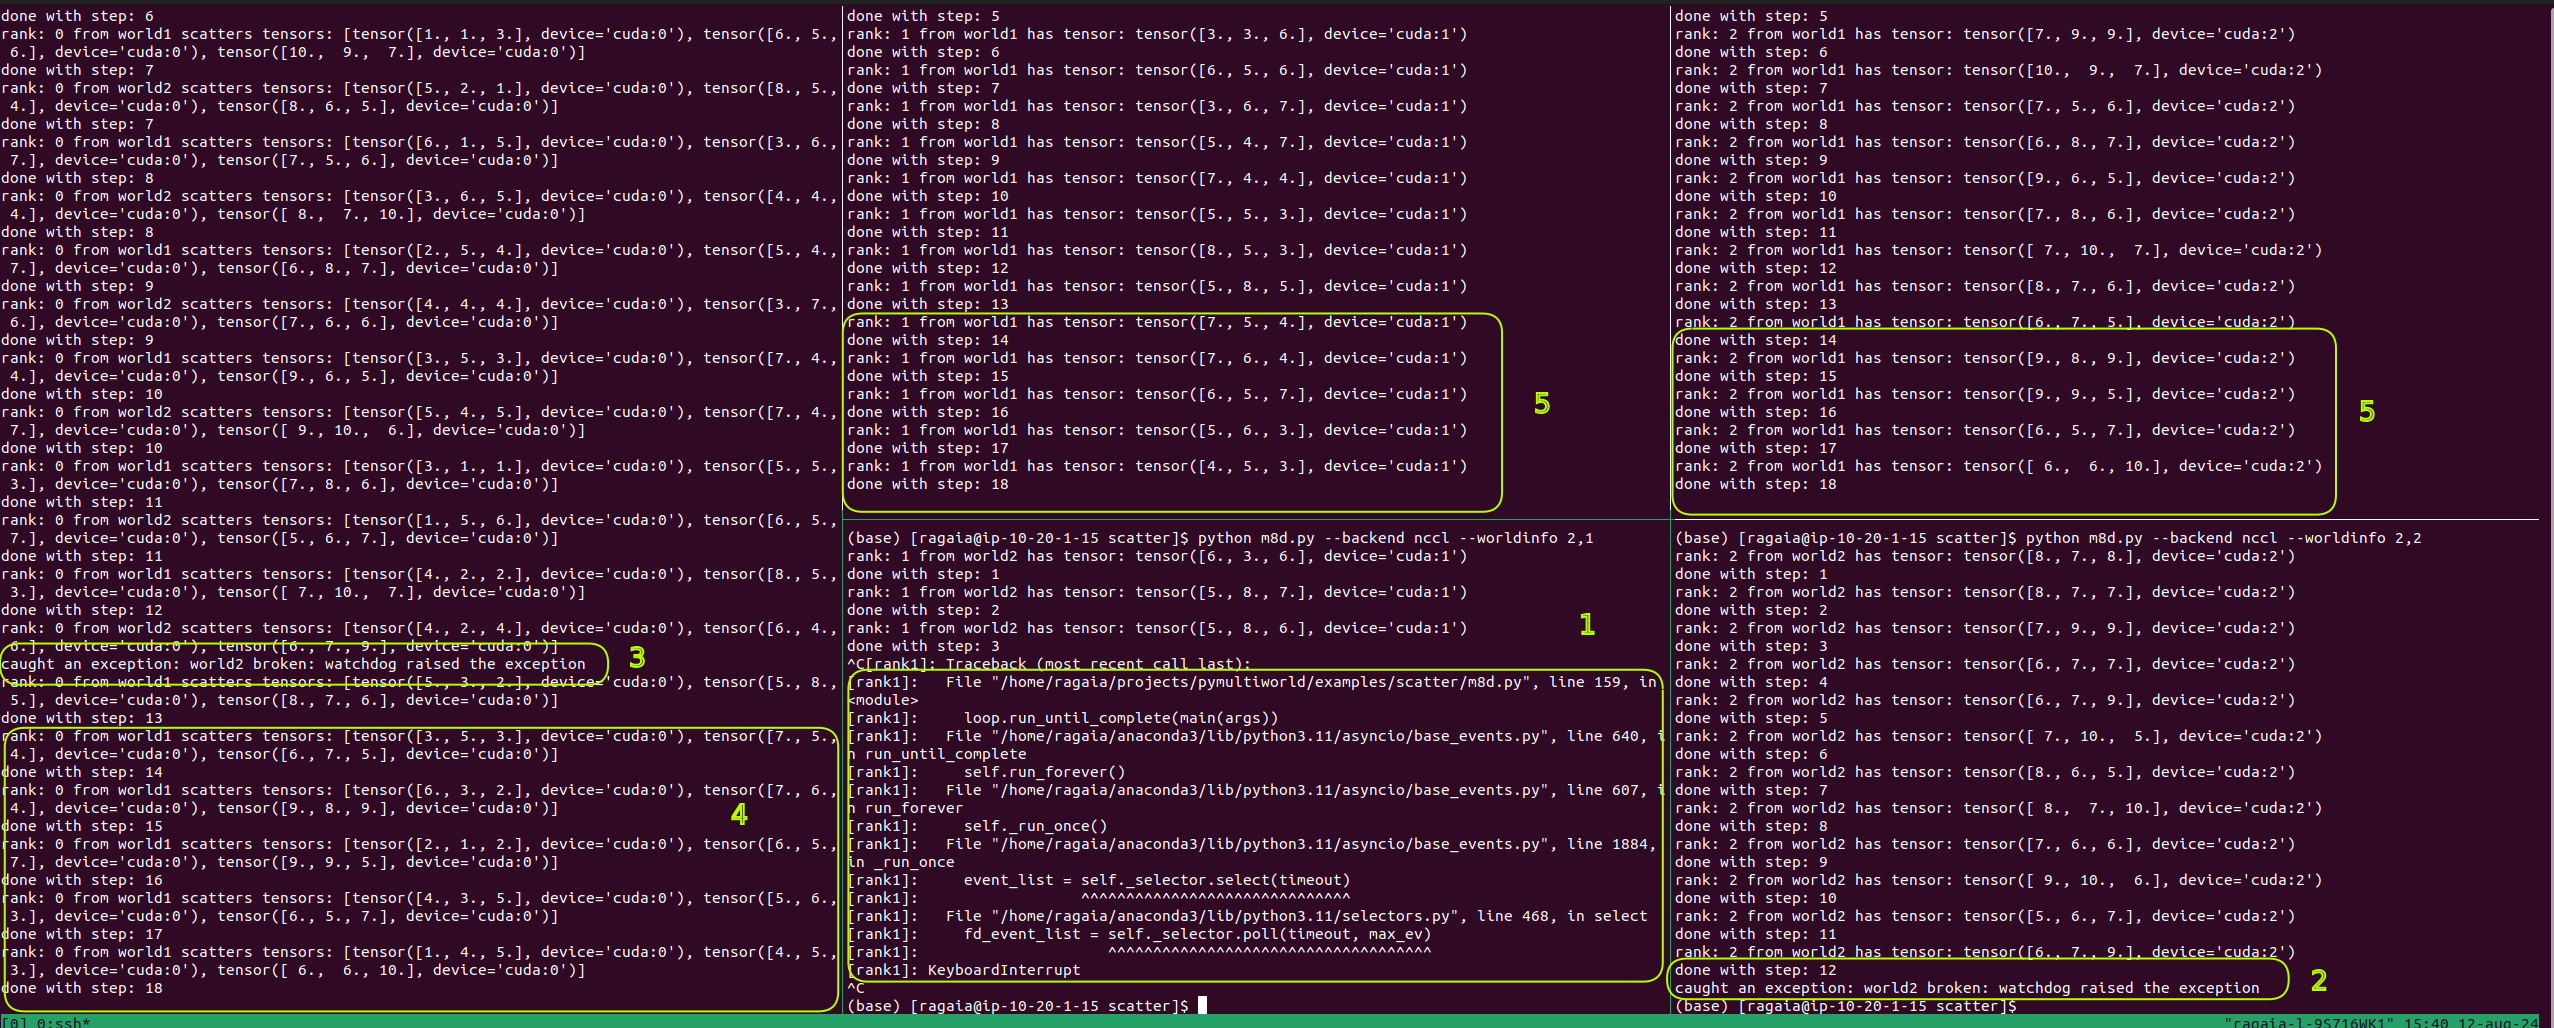 done with step: 6
rank: 0 from world1 scatters tensors: [tensor([1., 1., 3.], device='cuda:0'), tensor([6., 5.,
 6.], device='cuda:0'), tensor([10.,  9.,  7.], device='cuda:0')]
done with step: 7
rank: 0 from world2 scatters tensors: [tensor([5., 2., 1.], device='cuda:0'), tensor([8., 5.,
 4.], device='cuda:0'), tensor([8., 6., 5.], device='cuda:0')]
done with step: 7
rank: 0 from world1 scatters tensors: [tensor([6., 1., 5.], device='cuda:0'), tensor([3., 6.,
 7.], device='cuda:0'), tensor([7., 5., 6.], device='cuda:0')]
done with step: 8
rank: 0 from world2 scatters tensors: [tensor([3., 6., 5.], device='cuda:0'), tensor([4., 4.,
 4.], device='cuda:0'), tensor([ 8.,  7., 10.], device='cuda:0')]
done with step: 8
rank: 0 from world1 scatters tensors: [tensor([2., 5., 4.], device='cuda:0'), tensor([5., 4.,
 7.], device='cuda:0'), tensor([6., 8., 7.], device='cuda:0')]
done with step: 9
rank: 0 from world2 scatters tensors: [tensor([4., 4., 4.], device='cuda:0'), tensor([3., 7.,
 6.], device='cuda:0'), tensor([7., 6., 6.], device='cuda:0')]
done with step: 9
rank: 0 from world1 scatters tensors: [tensor([3., 5., 3.], device='cuda:0'), tensor([7., 4.,
 4.], device='cuda:0'), tensor([9., 6., 5.], device='cuda:0')]
done with step: 10
rank: 0 from world2 scatters tensors: [tensor([5., 4., 5.], device='cuda:0'), tensor([7., 4.,
 7.], device='cuda:0'), tensor([ 9., 10.,  6.], device='cuda:0')]
done with step: 10
rank: 0 from world1 scatters tensors: [tensor([3., 1., 1.], device='cuda:0'), tensor([5., 5.,
 3.], device='cuda:0'), tensor([7., 8., 6.], device='cuda:0')]
done with step: 11
rank: 0 from world2 scatters tensors: [tensor([1., 5., 6.], device='cuda:0'), tensor([6., 5.,
 7.], device='cuda:0'), tensor([5., 6., 7.], device='cuda:0')]
done with step: 11
rank: 0 from world1 scatters tensors: [tensor([4., 2., 2.], device='cuda:0'), tensor([8., 5.,
 3.], device='cuda:0'), tensor([ 7., 10.,  7.], device='cuda:0')]
done with step: 12
rank: 0 from world2 scatters tensors: [tensor([4., 2., 4.], device='cuda:0'), tensor([6., 4.,
 6.], device='cuda:0'), tensor([6., 7., 9.], device='cuda:0')]
caught an exception: world2 broken: watchdog raised the exception
3
rank: 0 from world1 scatters tensors: [tensor([5., 3., 2.], device='cuda:0'), tensor([5., 8.,
 5.], device='cuda:0'), tensor([8., 7., 6.], device='cuda:0')]
done with step: 13
rank: 0 from world1 scatters tensors: [tensor([3., 5., 3.], device='cuda:0'), tensor([7., 5.,
 4.], device='cuda:0'), tensor([6., 7., 5.], device='cuda:0')]
done with step: 14
rank: 0 from world1 scatters tensors: [tensor([6., 3., 2.], device='cuda:0'), tensor([7., 6.,
 4.], device='cuda:0'), tensor([9., 8., 9.], device='cuda:0')]
4
done with step: 15
rank: 0 from world1 scatters tensors: [tensor([2., 1., 2.], device='cuda:0'), tensor([6., 5.,
 7.], device='cuda:0'), tensor([9., 9., 5.], device='cuda:0')]
done with step: 16
rank: 0 from world1 scatters tensors: [tensor([4., 3., 5.], device='cuda:0'), tensor([5., 6.,
 3.], device='cuda:0'), tensor([6., 5., 7.], device='cuda:0')]
done with step: 17
rank: 0 from world1 scatters tensors: [tensor([1., 4., 5.], device='cuda:0'), tensor([4., 5.,
 3.], device='cuda:0'), tensor([ 6.,  6., 10.], device='cuda:0')]
done with step: 18
done with step: 5
rank: 1 from world1 has tensor: tensor([3., 3., 6.], device='cuda:1')
done with step: 6
rank: 1 from world1 has tensor: tensor([6., 5., 6.], device='cuda:1')
done with step: 7
rank: 1 from world1 has tensor: tensor([3., 6., 7.], device='cuda:1')
done with step: 8
rank: 1 from world1 has tensor: tensor([5., 4., 7.], device='cuda:1')
done with step: 9
rank: 1 from world1 has tensor: tensor([7., 4., 4.], device='cuda:1')
done with step: 10
rank: 1 from world1 has tensor: tensor([5., 5., 3.], device='cuda:1')
done with step: 11
rank: 1 from world1 has tensor: tensor([8., 5., 3.], device='cuda:1')
done with step: 12
rank: 1 from world1 has tensor: tensor([5., 8., 5.], device='cuda:1')
done with step: 13
rank: 1 from world1 has tensor: tensor([7., 5., 4.], device='cuda:1')
done with step: 14
rank: 1 from world1 has tensor: tensor([7., 6., 4.], device='cuda:1')
done with step: 15
rank: 1 from world1 has tensor: tensor([6., 5., 7.], device='cuda:1')
5
done with step: 16
rank: 1 from world1 has tensor: tensor([5., 6., 3.], device='cuda:1')
done with step: 17
rank: 1 from world1 has tensor: tensor([4., 5., 3.], device='cuda:1')
done with step: 18
done with step: 5
rank: 2 from world1 has tensor: tensor([7., 9., 9.], device='cuda:2')
done with step: 6
rank: 2 from world1 has tensor: tensor([10.,  9.,  7.], device='cuda:2')
done with step: 7
rank: 2 from world1 has tensor: tensor([7., 5., 6.], device='cuda:2')
done with step: 8
rank: 2 from world1 has tensor: tensor([6., 8., 7.], device='cuda:2')
done with step: 9
rank: 2 from world1 has tensor: tensor([9., 6., 5.], device='cuda:2')
done with step: 10
rank: 2 from world1 has tensor: tensor([7., 8., 6.], device='cuda:2')
done with step: 11
rank: 2 from world1 has tensor: tensor([ 7., 10.,  7.], device='cuda:2')
done with step: 12
rank: 2 from world1 has tensor: tensor([8., 7., 6.], device='cuda:2')
done with step: 13
rank: 2 from world1 has tensor: tensor([6., 7., 5.], device='cuda:2')
done with step: 14
rank: 2 from world1 has tensor: tensor([9., 8., 9.], device='cuda:2')
done with step: 15
rank: 2 from world1 has tensor: tensor([9., 9., 5.], device='cuda:2')
done with step: 16
5
rank: 2 from world1 has tensor: tensor([6., 5., 7.], device='cuda:2')
done with step: 17
rank: 2 from world1 has tensor: tensor([ 6.,  6., 10.], device='cuda:2')
done with step: 18
(base) [ragaia@ip-10-20-1-15 scatter]$ python m8d.py --backend nccl --worldinfo 2,1
rank: 1 from world2 has tensor: tensor([6., 3., 6.], device='cuda:1')
done with step: 1
rank: 1 from world2 has tensor: tensor([5., 8., 7.], device='cuda:1')
done with step: 2
1
rank: 1 from world2 has tensor: tensor([5., 8., 6.], device='cuda:1')
done with step: 3
^C[rank1]: Traceback (most recent call last):
[rank1]:   File "/home/ragaia/projects/pymultiworld/examples/scatter/m8d.py", line 159, in
<module>
[rank1]:     loop.run_until_complete(main(args))
[rank1]:   File "/home/ragaia/anaconda3/lib/python3.11/asyncio/base_events.py", line 640, i
n run_until_complete
[rank1]:     self.run_forever()
[rank1]:   File "/home/ragaia/anaconda3/lib/python3.11/asyncio/base_events.py", line 607, i
n run_forever
[rank1]:     self._run_once()
[rank1]:   File "/home/ragaia/anaconda3/lib/python3.11/asyncio/base_events.py", line 1884,
in _run_once
[rank1]:     event_list = self._selector.select(timeout)
[rank1]:                  ^^^^^^^^^^^^^^^^^^^^^^^^^^^^^^
[rank1]:   File "/home/ragaia/anaconda3/lib/python3.11/selectors.py", line 468, in select
[rank1]:     fd_event_list = self._selector.poll(timeout, max_ev)
[rank1]:                     ^^^^^^^^^^^^^^^^^^^^^^^^^^^^^^^^^^^^
[rank1]: KeyboardInterrupt
^C
(base) [ragaia@ip-10-20-1-15 scatter]$
(base) [ragaia@ip-10-20-1-15 scatter]$ python m8d.py --backend nccl --worldinfo 2,2
rank: 2 from world2 has tensor: tensor([8., 7., 8.], device='cuda:2')
done with step: 1
rank: 2 from world2 has tensor: tensor([8., 7., 7.], device='cuda:2')
done with step: 2
rank: 2 from world2 has tensor: tensor([7., 9., 9.], device='cuda:2')
done with step: 3
rank: 2 from world2 has tensor: tensor([6., 7., 7.], device='cuda:2')
done with step: 4
rank: 2 from world2 has tensor: tensor([6., 7., 9.], device='cuda:2')
done with step: 5
rank: 2 from world2 has tensor: tensor([ 7., 10.,  5.], device='cuda:2')
done with step: 6
rank: 2 from world2 has tensor: tensor([8., 6., 5.], device='cuda:2')
done with step: 7
rank: 2 from world2 has tensor: tensor([ 8.,  7., 10.], device='cuda:2')
done with step: 8
rank: 2 from world2 has tensor: tensor([7., 6., 6.], device='cuda:2')
done with step: 9
rank: 2 from world2 has tensor: tensor([ 9., 10.,  6.], device='cuda:2')
done with step: 10
rank: 2 from world2 has tensor: tensor([5., 6., 7.], device='cuda:2')
done with step: 11
rank: 2 from world2 has tensor: tensor([6., 7., 9.], device='cuda:2')
done with step: 12
2
caught an exception: world2 broken: watchdog raised the exception
(base) [ragaia@ip-10-20-1-15 scatter]$
[0] 0:ssh*
"ragaia-l-9S716WK1" 15:40 12-aug-24